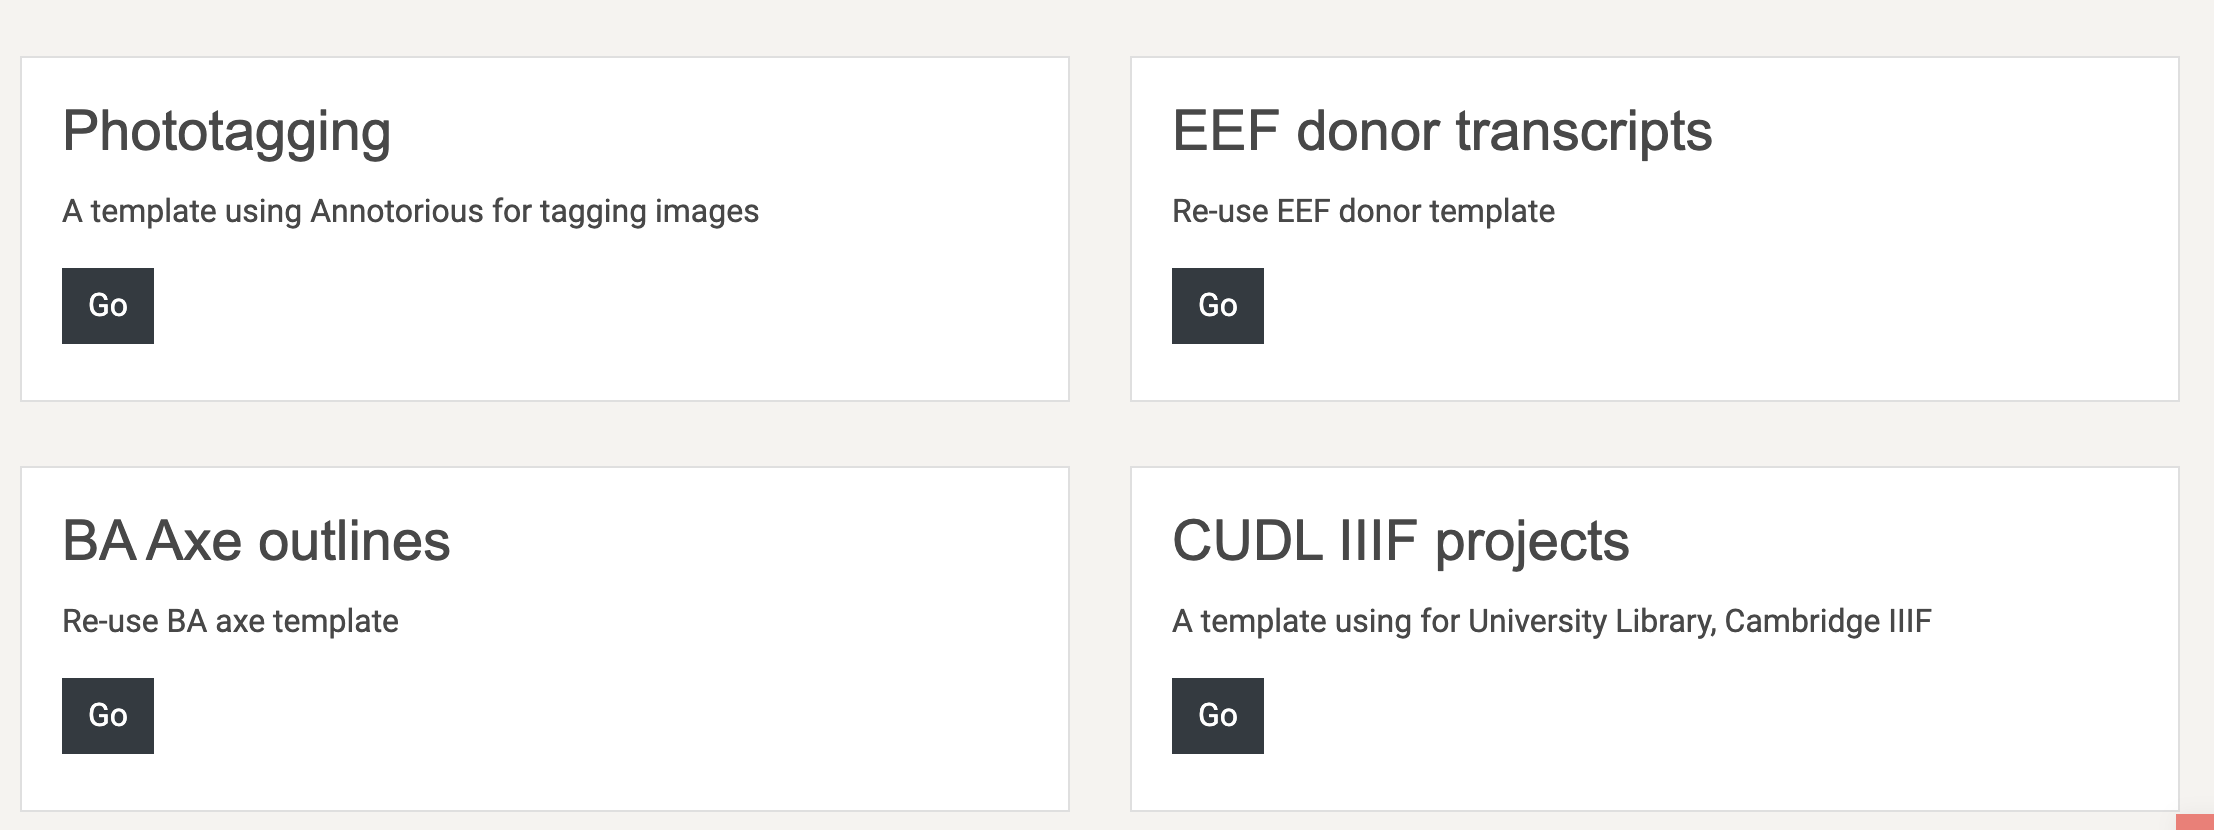 Phototagging
A template using Annotorious for tagging images
Go
EEF donor transcripts
Re-use EEF donor template
Go
BA Axe outlines
Re-use BA axe template
Go
CUDL IIIF projects
A template using for University Library, Cambridge IIIF
Go